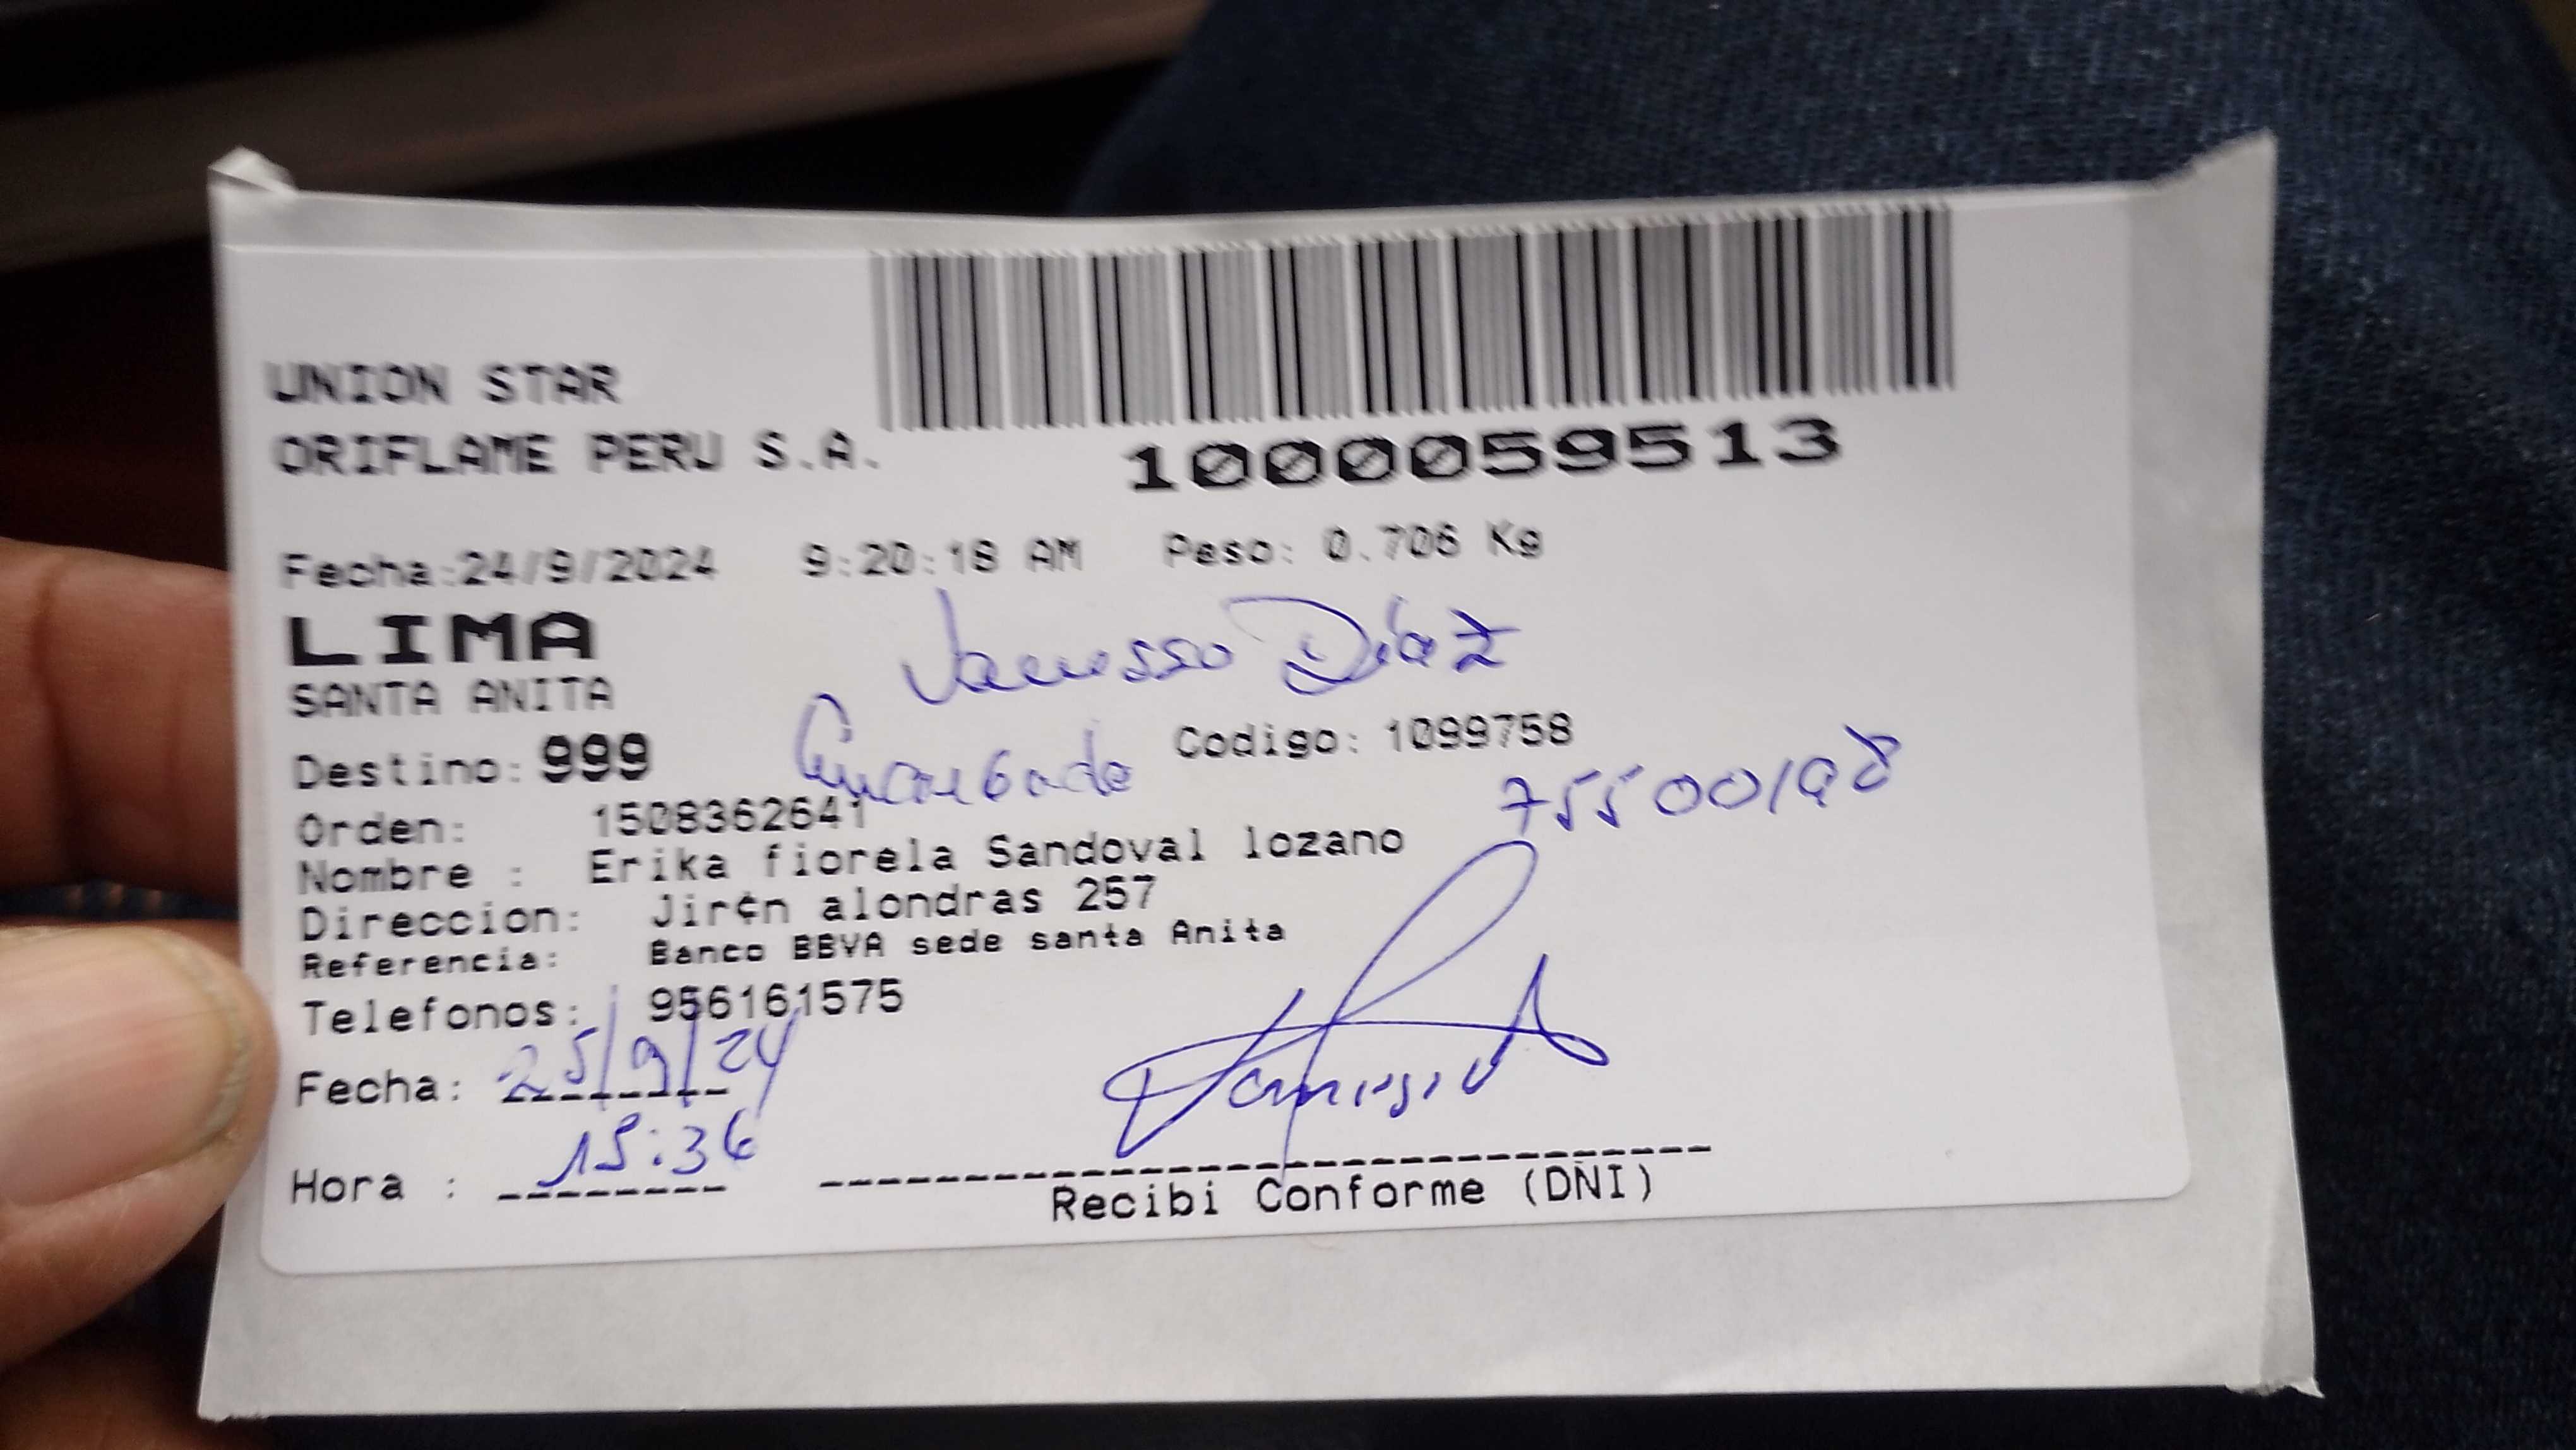 UNION STAR
ORIFLAME PERU S.A.
1000059513
Fecha:24/9/2024 9:20:18 AM Peso: 0.706 Kg
LIMA
Díaz
SANTA ANITA
Destino: 999
Codigo: 1099758
75500198
Orden: 1508362641
Nombre : Erika fiorela Sandoval lozano
Direccion: Jir¢n alondras 257
Referencia: Banco BBVA sede santa Anita
Telefonos: 956161575
Fecha: 25/9/24
Hora : 15:36
Recibi Conforme (DNI)